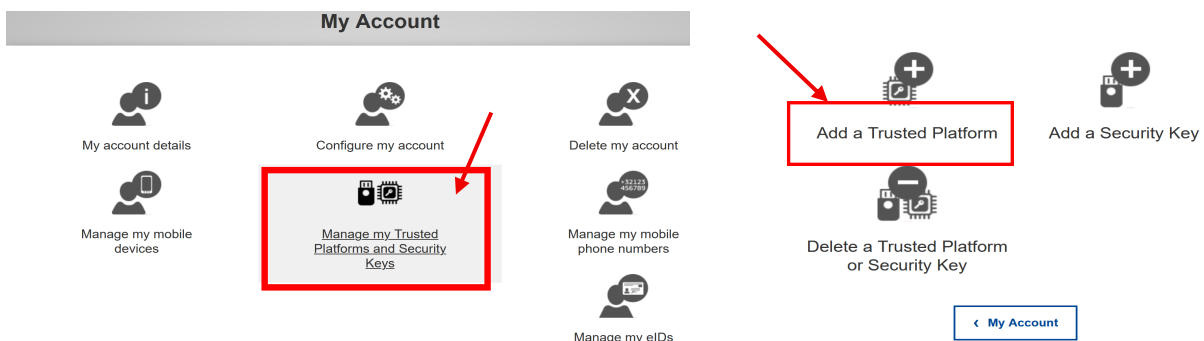 My Account
i
X
My account details
Configure my account
Delete my account
+32123
456789
Manage my mobile
devices
Manage my Trusted
Platforms and Security
Keys
Manage my mobile
phone numbers
Manage my eIDs
Add a Trusted Platform
Add a Security Key
Delete a Trusted Platform
or Security Key
‹ My Account